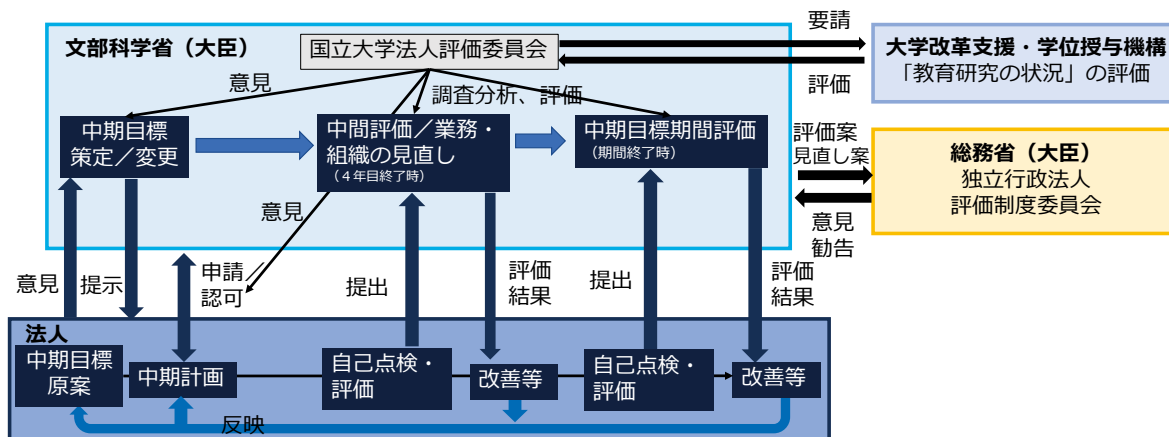 文部科学省（大臣）
国立大学法人評価委員会
要請
評価
大学改革支援・学位授与機構
「教育研究の状況」の評価
意見
調査分析、評価
中期目標
策定／変更
中間評価／業務・
組織の見直し
（４年目終了時）
中期目標期間評価
（期間終了時）
評価案
見直し案
意見
勧告
総務省（大臣）
独立行政法人
評価制度委員会
意見
意見
提示
申請／
認可
提出
評価
結果
提出
評価
結果
法人
中期目標
原案
中期計画
自己点検・
評価
改善等
自己点検・
評価
改善等
反映